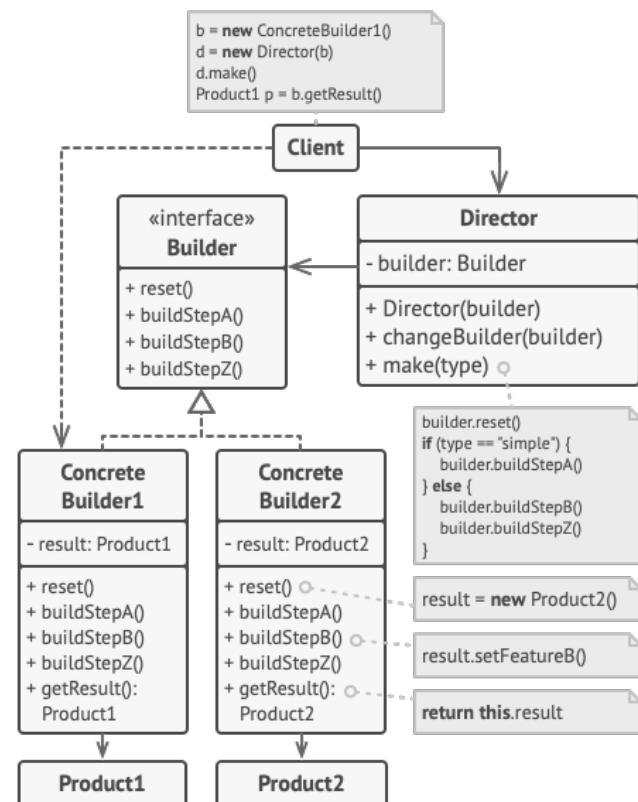 b = new ConcreteBuilder1()
d = new Director(b)
d.make()
Product1 p = b.getResult()
Client
«interface»
Builder
+ reset()
+ buildStepA()
+ buildStepB()
+ buildStepZ()
Director
- builder: Builder
+ Director(builder)
+ changeBuilder(builder)
+ make(type)
builder.reset()
if (type == "simple") {
builder.buildStepA()
} else {
builder.buildStepB()
builder.buildStepZ()
}
Concrete
Builder1
- result: Product1
+ reset()
+ buildStepA()
+ buildStepB()
+ buildStepZ()
+ getResult():
Product1
Concrete
Builder2
- result: Product2
+ reset()
+ buildStepA()
+ buildStepB()
+ buildStepZ()
+ getResult():
Product2
result = new Product2()
result.setFeatureB()
return this.result
Product1
Product2